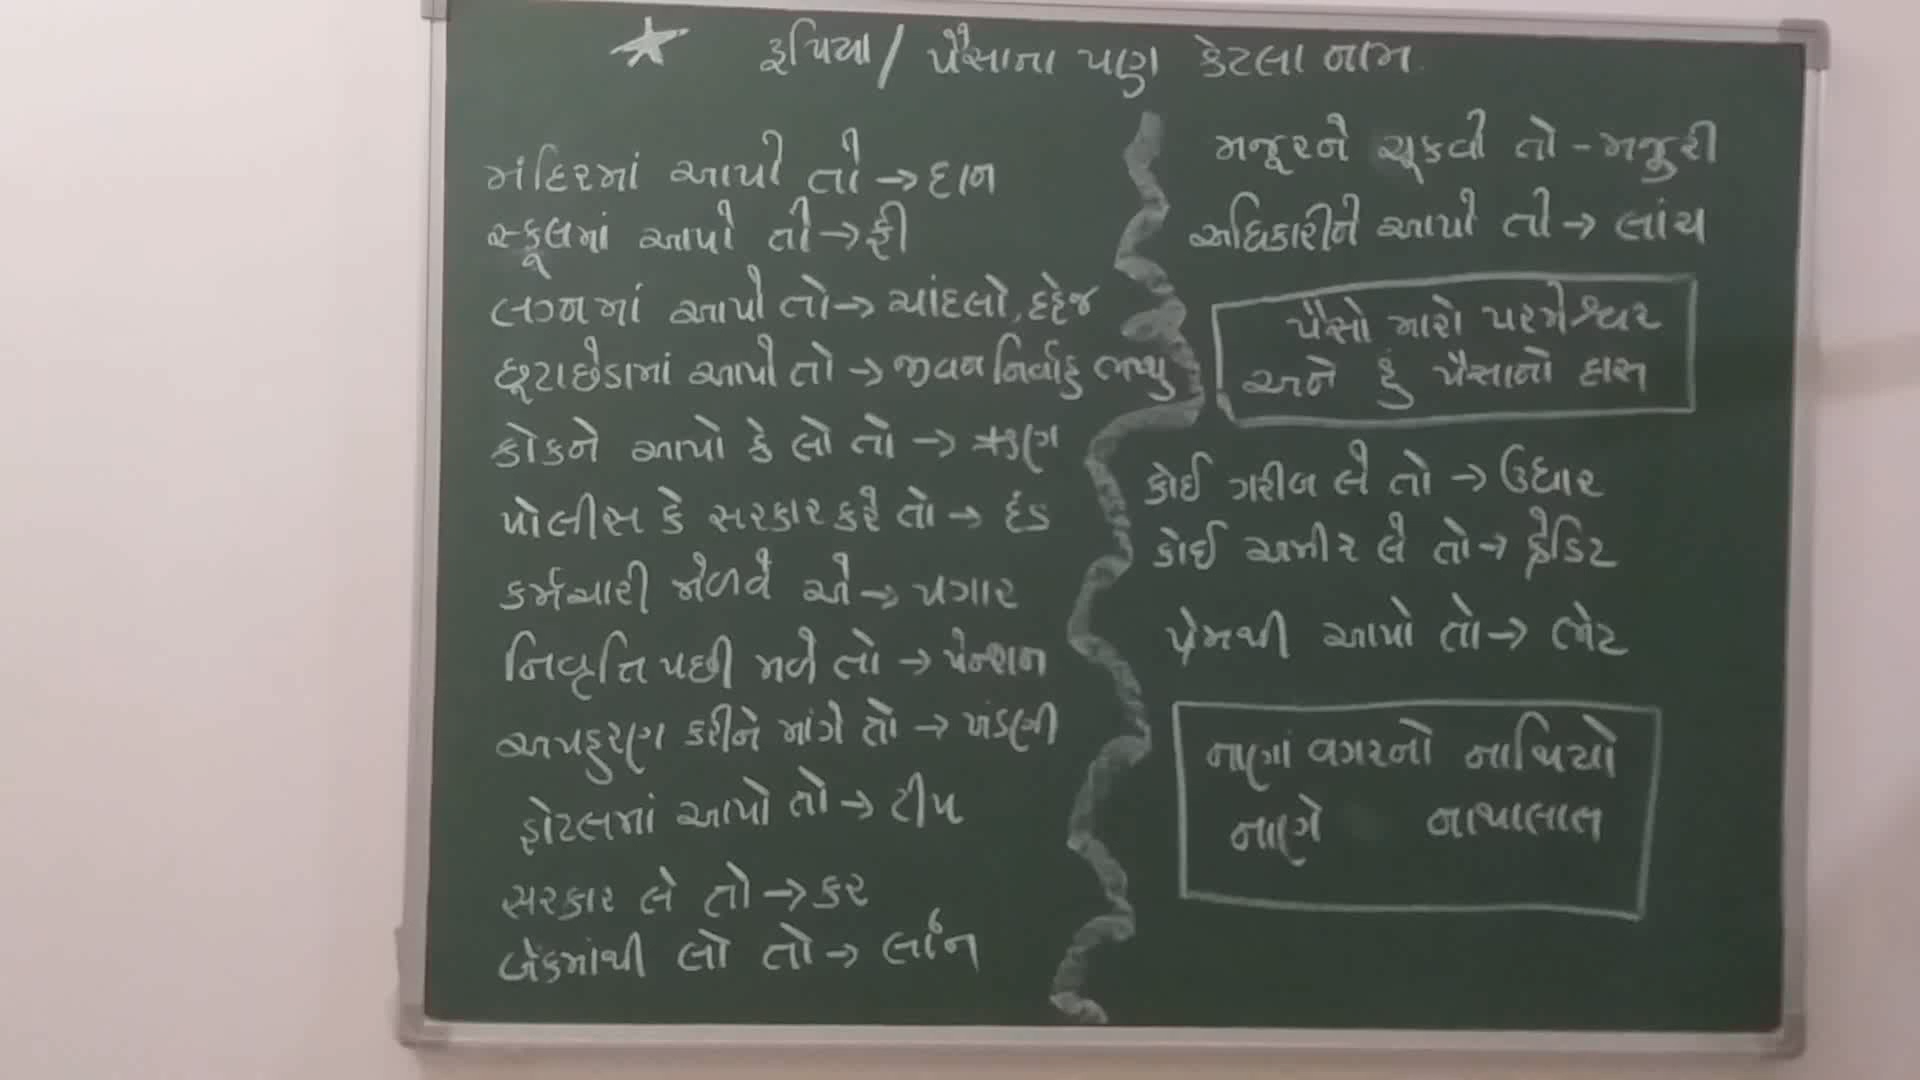 રૂપિયા / પૈસાના પણ કેટલા નામ
મંદિરમાં આપો તો → દાન
સ્કૂલમાં આપો તો → ફી
લગ્નમાં આપો તો → ચાંદલો, દહેજ
છૂટાછેડામાં આપો તો → જીવન નિર્વાહ ભથ્થુ
કોકને આપો કે લો તો → ઋણ
પોલીસ કે સરકાર કરે તો → દંડ
કર્મચારી મેળવે એ → પગાર
નિવૃત્તિ પછી મળે તો → પેન્શન
અપહરણ કરીને માંગે તો → ખંડણી
હોટલમાં આપો તો → ટીપ
સરકાર લે તો → કર
બેંકમાંથી લો તો → લૉન
મજૂરને ચૂકવો તો - મજુરી
અધિકારીને આપો તો → લાંચ
પૈસો મારો પરમેશ્વર
અને હું પૈસાનો દાસ
કોઈ ગરીબ લે તો → ઉધાર
કોઈ અમીર લે તો → ક્રેડિટ
પ્રેમથી આપો તો → ભેટ
નાણાં વગરનો નાથિયો
નાણે નાથાલાલ